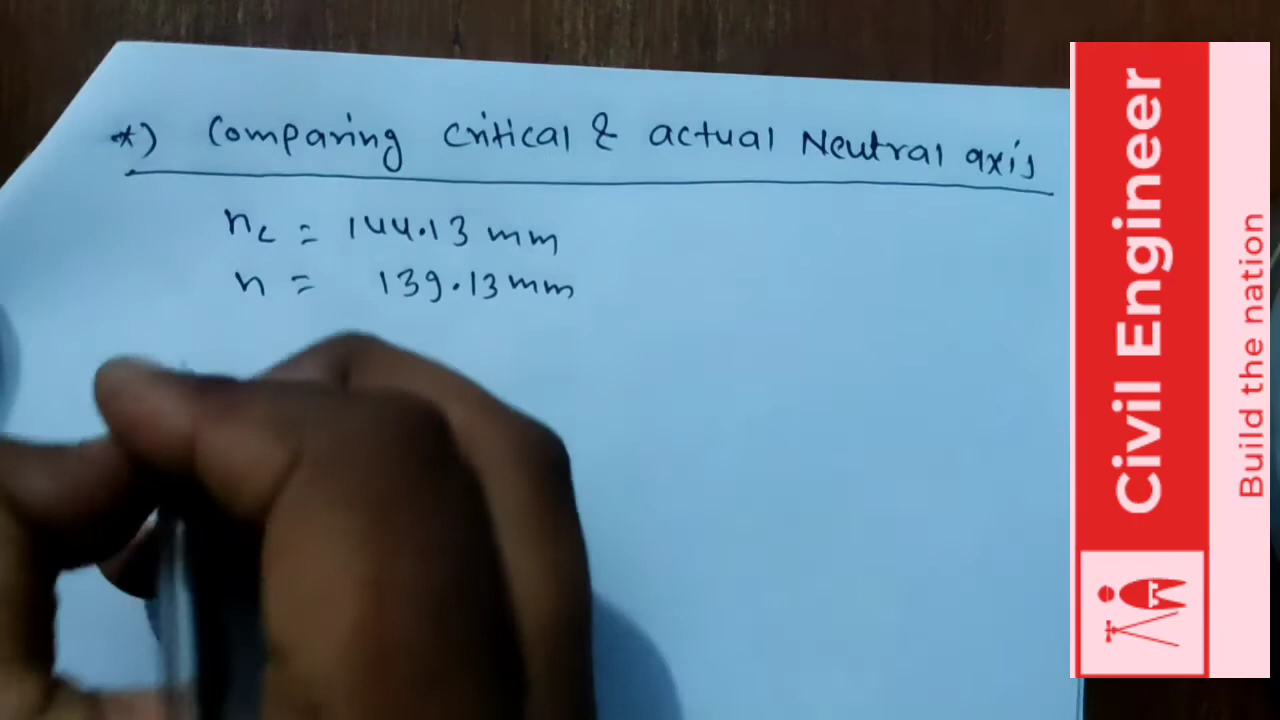 *) Comparing critical & actual Neutral axis
nc = 144.13 mm
n = 139.13 mm
Civil Engineer
Build the nation